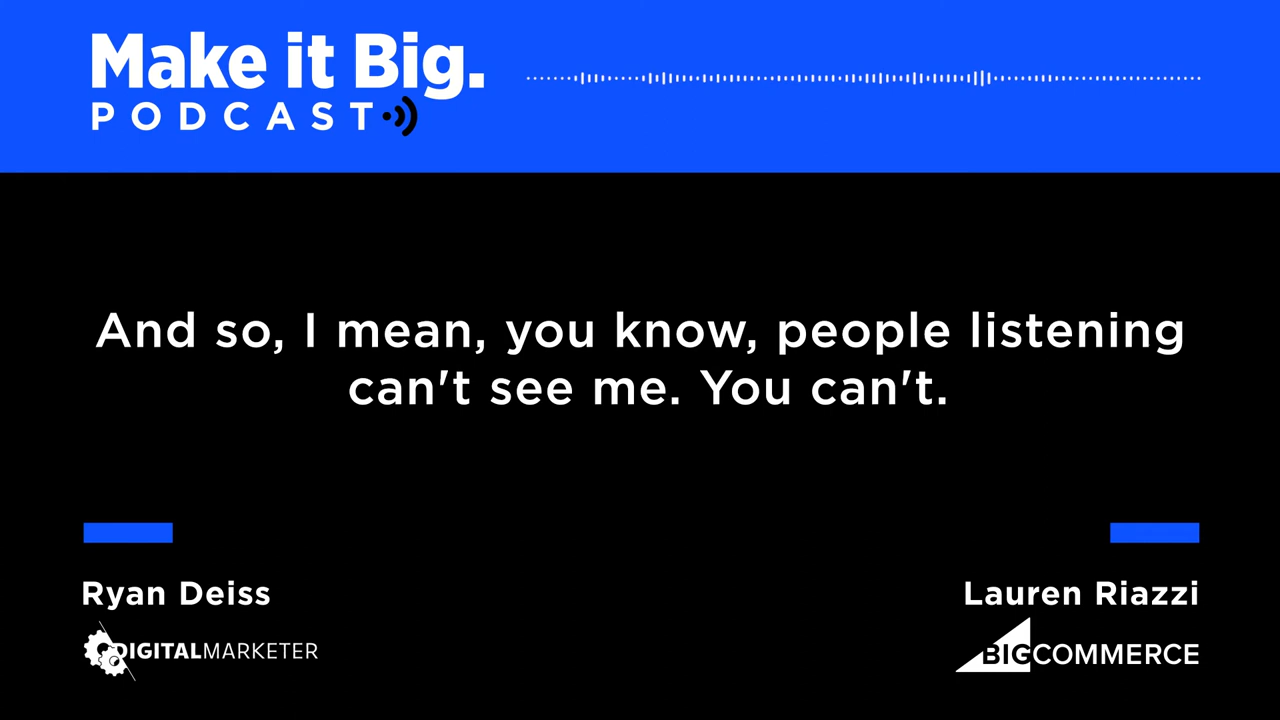 Make it Big.
PODCAST
And so, I mean, you know, people listening
can't see me. You can't.
Ryan Deiss
Lauren Riazzi
DIGITALMARKETER
BIGCOMMERCE